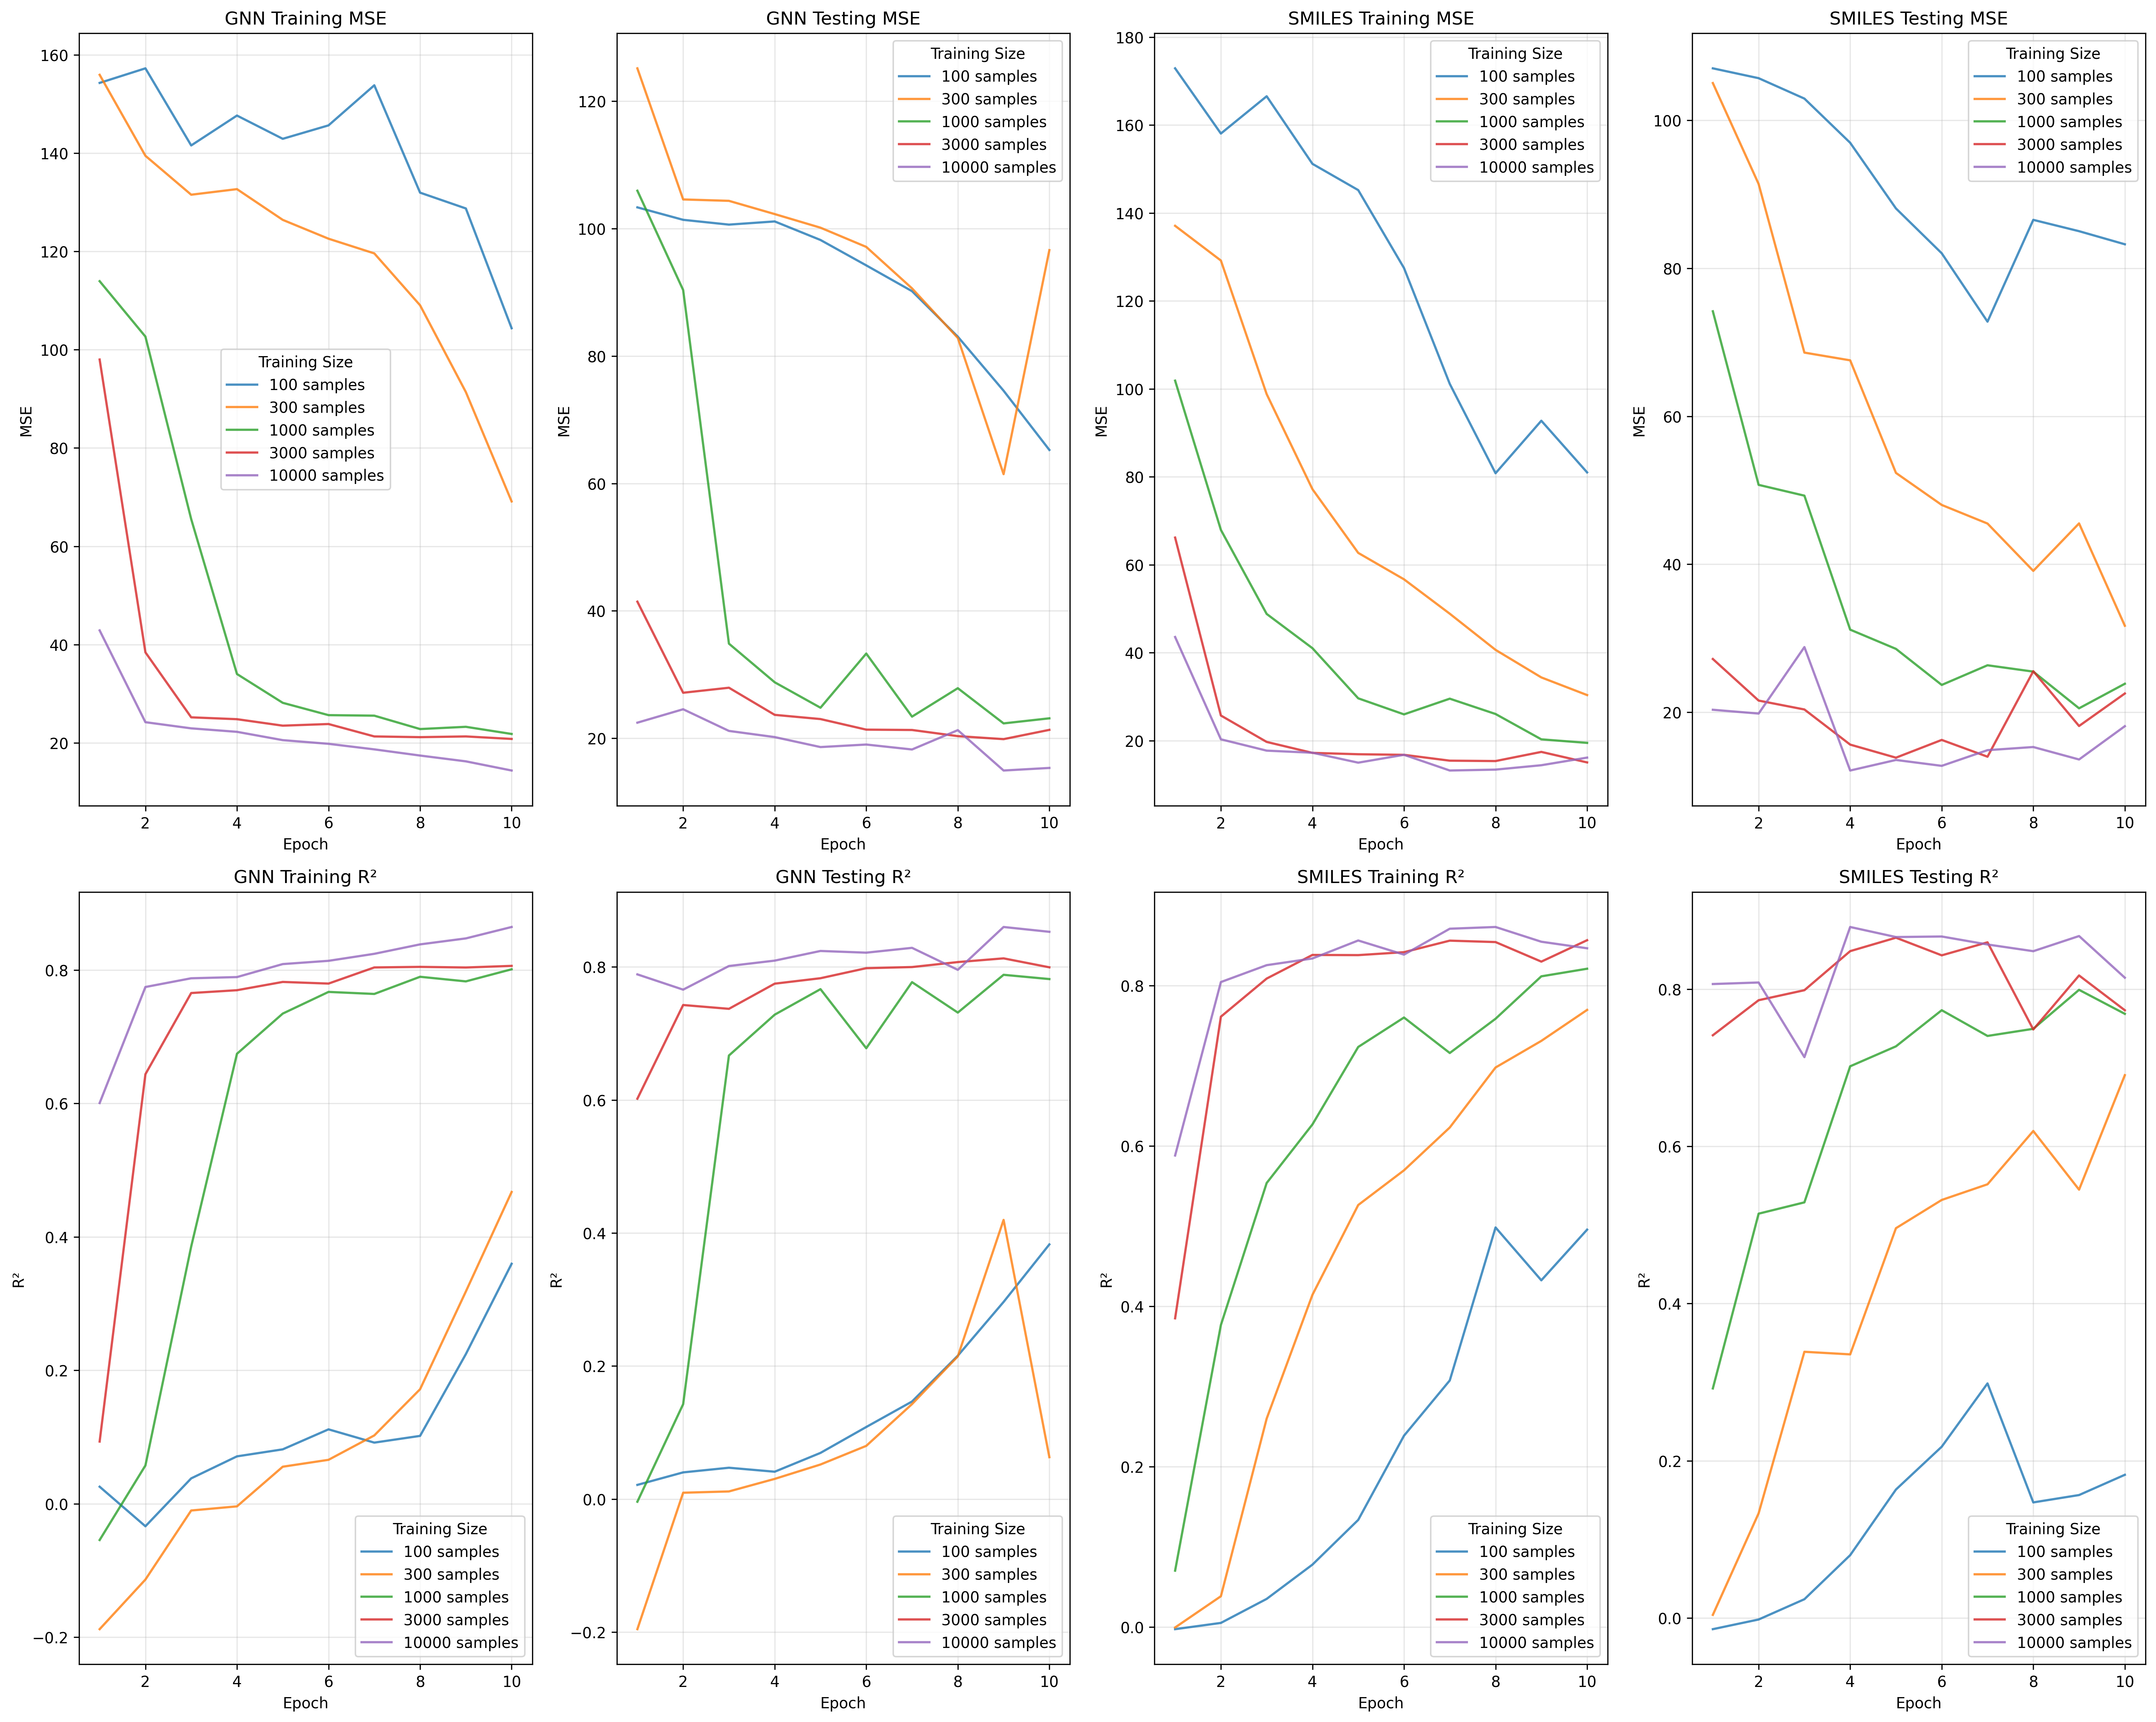 GNN Training MSE
160
140
120
100
80
60
40
20
MSE
2
4
6
8
10
Epoch
Training Size
100 samples
300 samples
1000 samples
3000 samples
10000 samples
GNN Testing MSE
120
100
80
60
40
20
MSE
2
4
6
8
10
Epoch
Training Size
100 samples
300 samples
1000 samples
3000 samples
10000 samples
SMILES Training MSE
180
160
140
120
100
80
60
40
20
MSE
2
4
6
8
10
Epoch
Training Size
100 samples
300 samples
1000 samples
3000 samples
10000 samples
SMILES Testing MSE
100
80
60
40
20
MSE
2
4
6
8
10
Epoch
Training Size
100 samples
300 samples
1000 samples
3000 samples
10000 samples
GNN Training R²
0.8
0.6
0.4
0.2
0.0
−0.2
R²
2
4
6
8
10
Epoch
Training Size
100 samples
300 samples
1000 samples
3000 samples
10000 samples
GNN Testing R²
0.8
0.6
0.4
0.2
0.0
−0.2
R²
2
4
6
8
10
Epoch
Training Size
100 samples
300 samples
1000 samples
3000 samples
10000 samples
SMILES Training R²
0.8
0.6
0.4
0.2
0.0
R²
2
4
6
8
10
Epoch
Training Size
100 samples
300 samples
1000 samples
3000 samples
10000 samples
SMILES Testing R²
0.8
0.6
0.4
0.2
0.0
R²
2
4
6
8
10
Epoch
Training Size
100 samples
300 samples
1000 samples
3000 samples
10000 samples